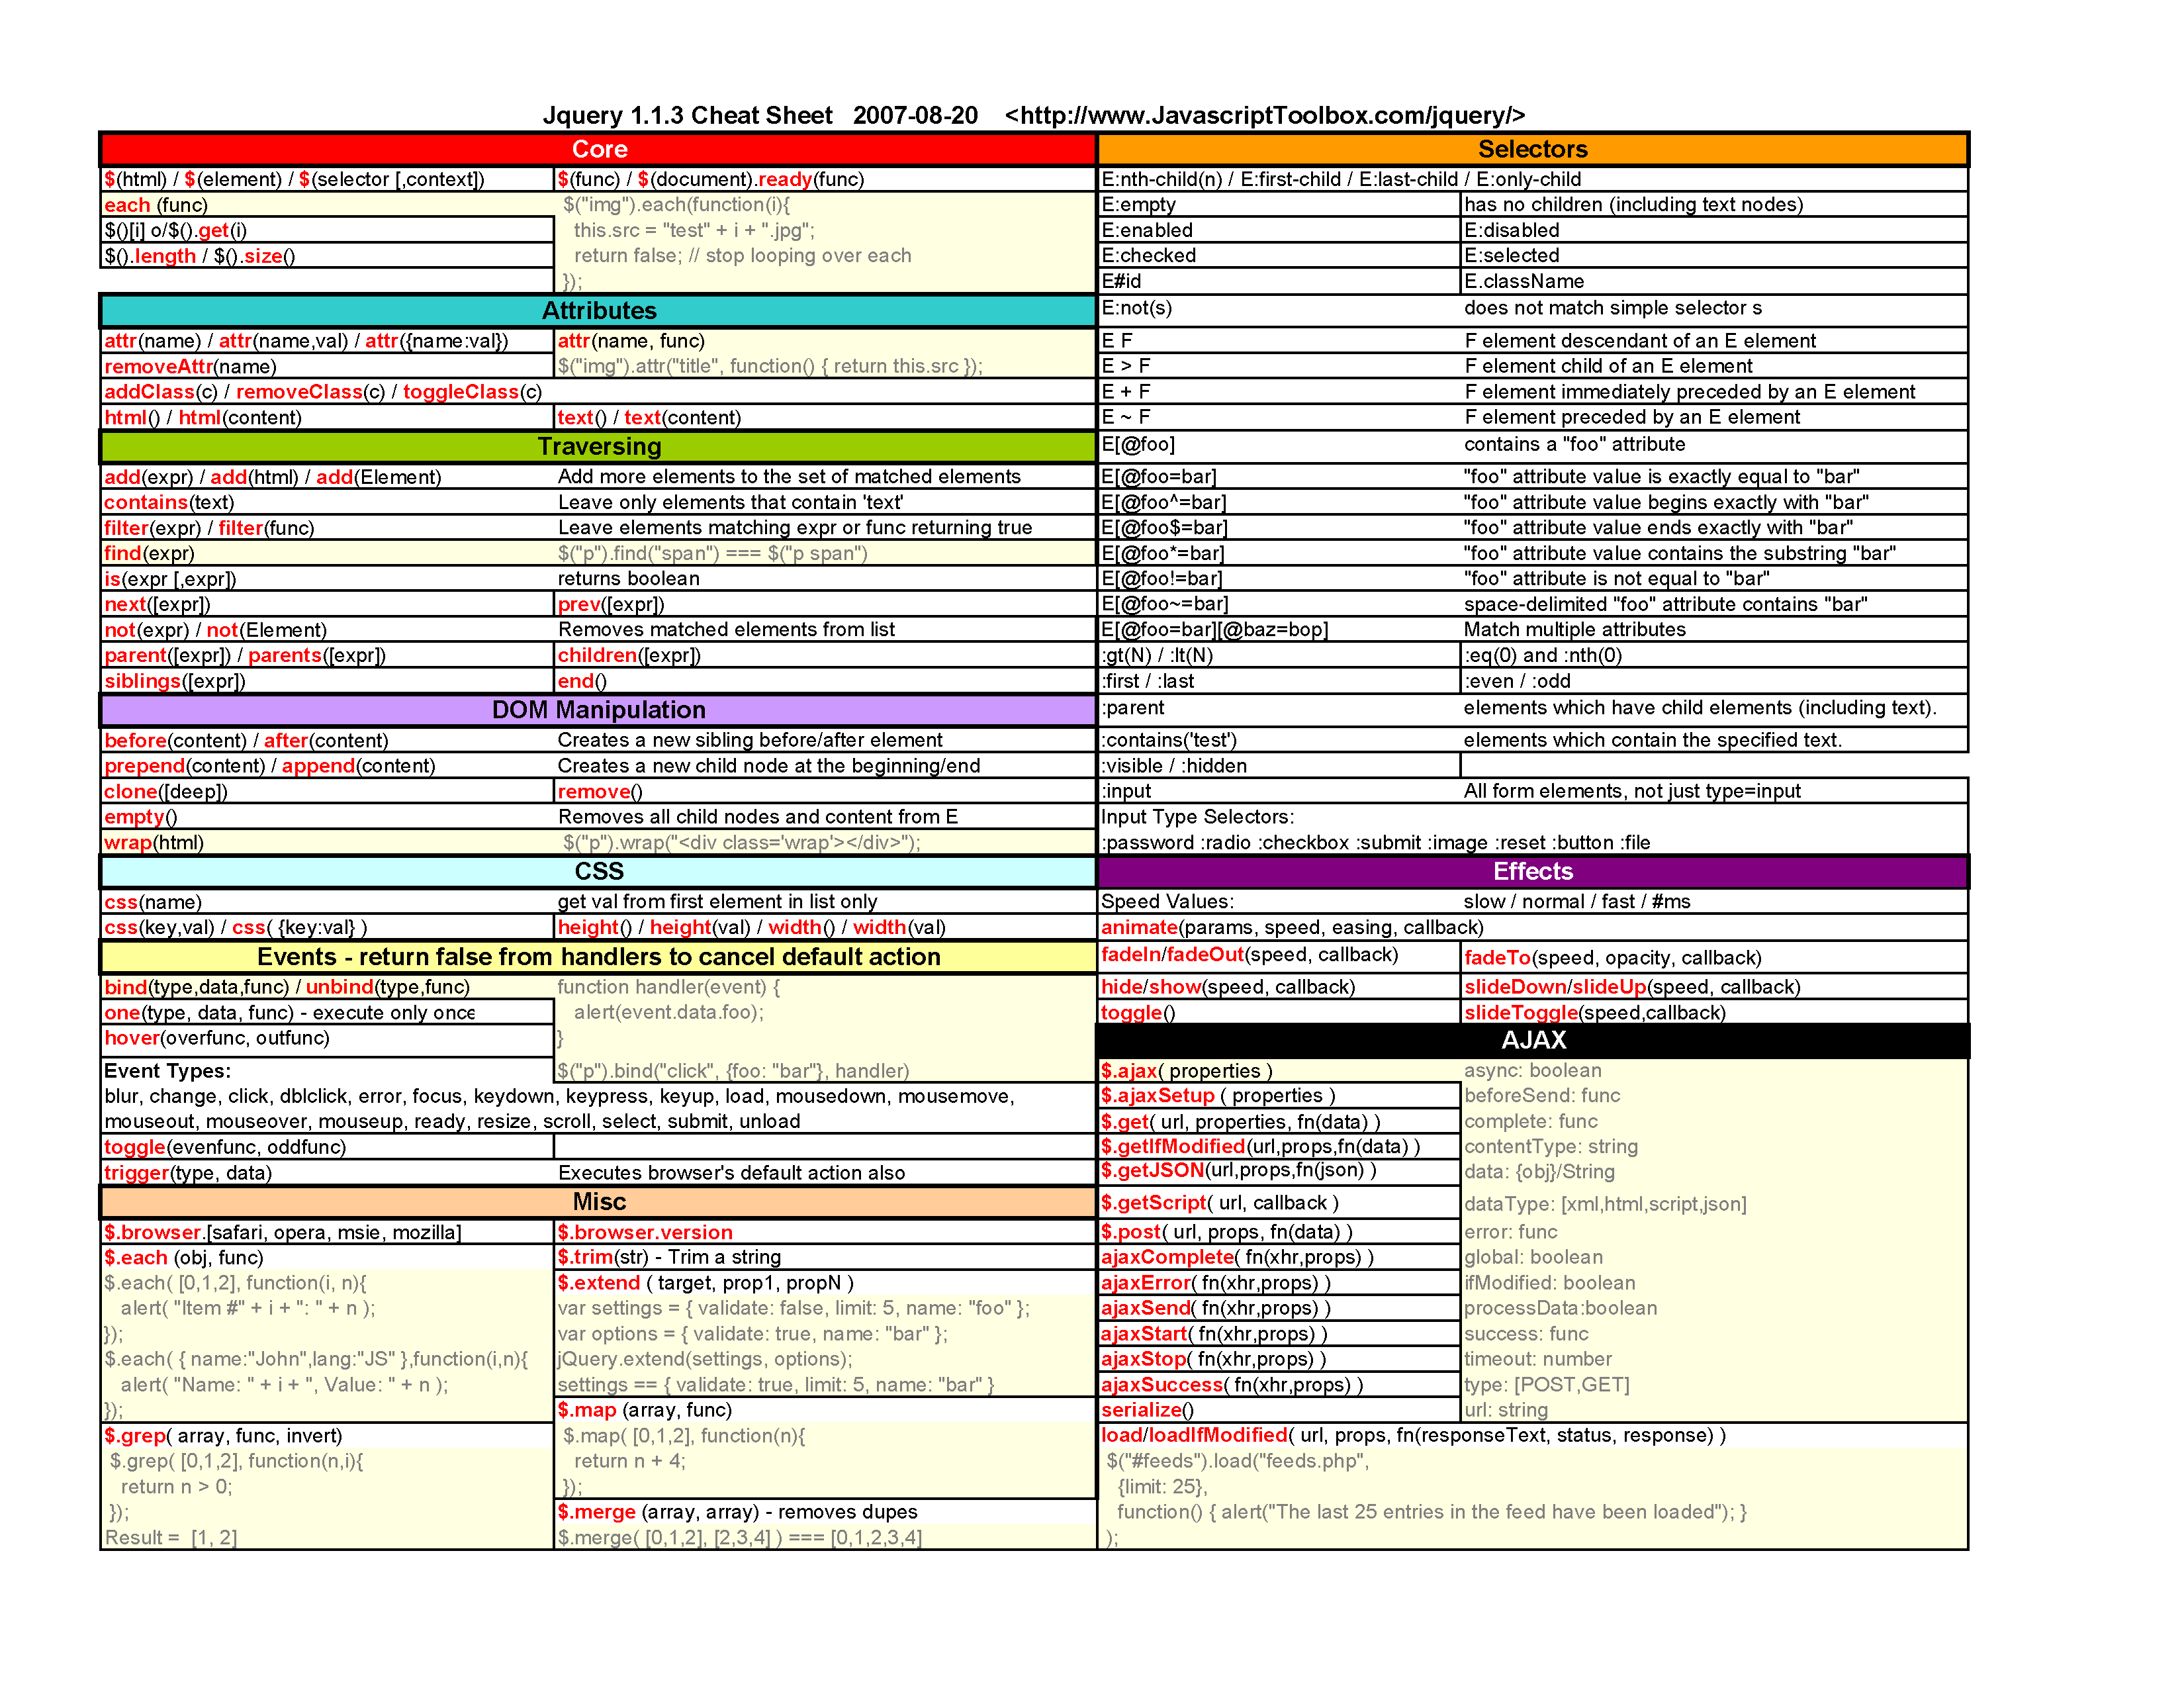 Jquery 1.1.3 Cheat Sheet 2007-08-20 <http://www.JavascriptToolbox.com/jquery/>
Core
$(html) / $(element) / $(selector [,context]) $(func) / $(document).ready(func)
each (func) $("img").each(function(i){
$()[i] o/$().get(i) this.src = "test" + i + ".jpg";
$().length / $().size() return false; // stop looping over each
});
Attributes
attr(name) / attr(name,val) / attr({name:val}) attr(name, func)
removeAttr(name) $("img").attr("title", function() { return this.src });
addClass(c) / removeClass(c) / toggleClass(c)
html() / html(content) text() / text(content)
Traversing
add(expr) / add(html) / add(Element) Add more elements to the set of matched elements
contains(text) Leave only elements that contain 'text'
filter(expr) / filter(func) Leave elements matching expr or func returning true
find(expr) $("p").find("span") === $("p span")
is(expr [,expr]) returns boolean
next([expr]) prev([expr])
not(expr) / not(Element) Removes matched elements from list
parent([expr]) / parents([expr]) children([expr])
siblings([expr]) end()
DOM Manipulation
before(content) / after(content) Creates a new sibling before/after element
prepend(content) / append(content) Creates a new child node at the beginning/end
clone([deep]) remove()
empty() Removes all child nodes and content from E
wrap(html) $("p").wrap("<div class='wrap'></div>");
CSS
css(name) get val from first element in list only
css(key,val) / css( {key:val} ) height() / height(val) / width() / width(val)
Events - return false from handlers to cancel default action
bind(type,data,func) / unbind(type,func) function handler(event) {
one(type, data, func) - execute only once alert(event.data.foo);
hover(overfunc, outfunc) }
Event Types: $("p").bind("click", {foo: "bar"}, handler)
blur, change, click, dblclick, error, focus, keydown, keypress, keyup, load, mousedown, mousemove,
mouseout, mouseover, mouseup, ready, resize, scroll, select, submit, unload
toggle(evenfunc, oddfunc)
trigger(type, data) Executes browser's default action also
Misc
$.browser.[safari, opera, msie, mozilla] $.browser.version
$.each (obj, func) $.trim(str) - Trim a string
$.each( [0,1,2], function(i, n){ $.extend ( target, prop1, propN )
alert( "Item #" + i + ": " + n ); var settings = { validate: false, limit: 5, name: "foo" };
}); var options = { validate: true, name: "bar" };
$.each( { name:"John",lang:"JS" },function(i,n){ jQuery.extend(settings, options);
alert( "Name: " + i + ", Value: " + n ); settings == { validate: true, limit: 5, name: "bar" }
}); $.map (array, func)
$.grep( array, func, invert) $.map( [0,1,2], function(n){
$.grep( [0,1,2], function(n,i){ return n + 4;
return n > 0; });
}); $.merge (array, array) - removes dupes
Result = [1, 2] $.merge( [0,1,2], [2,3,4] ) === [0,1,2,3,4]
Selectors
E:nth-child(n) / E:first-child / E:last-child / E:only-child
E:empty has no children (including text nodes)
E:enabled E:disabled
E:checked E:selected
E#id E.className
E:not(s) does not match simple selector s
E F F element descendant of an E element
E > F F element child of an E element
E + F F element immediately preceded by an E element
E ~ F F element preceded by an E element
E[@foo] contains a "foo" attribute
E[@foo=bar] "foo" attribute value is exactly equal to "bar"
E[@foo^=bar] "foo" attribute value begins exactly with "bar"
E[@foo$=bar] "foo" attribute value ends exactly with "bar"
E[@foo*=bar] "foo" attribute value contains the substring "bar"
E[@foo!=bar] "foo" attribute is not equal to "bar"
E[@foo~=bar] space-delimited "foo" attribute contains "bar"
E[@foo=bar][@baz=bop] Match multiple attributes
:gt(N) / :lt(N) :eq(0) and :nth(0)
:first / :last :even / :odd
:parent elements which have child elements (including text).
:contains('test') elements which contain the specified text.
:visible / :hidden
:input All form elements, not just type=input
Input Type Selectors:
:password :radio :checkbox :submit :image :reset :button :file
Effects
Speed Values: slow / normal / fast / #ms
animate(params, speed, easing, callback)
fadeIn/fadeOut(speed, callback) fadeTo(speed, opacity, callback)
hide/show(speed, callback) slideDown/slideUp(speed, callback)
toggle() slideToggle(speed,callback)
AJAX
$.ajax( properties ) async: boolean
$.ajaxSetup ( properties ) beforeSend: func
$.get( url, properties, fn(data) ) complete: func
$.getIfModified(url,props,fn(data) ) contentType: string
$.getJSON(url,props,fn(json) ) data: {obj}/String
$.getScript( url, callback ) dataType: [xml,html,script,json]
$.post( url, props, fn(data) ) error: func
ajaxComplete( fn(xhr,props) ) global: boolean
ajaxError( fn(xhr,props) ) ifModified: boolean
ajaxSend( fn(xhr,props) ) processData:boolean
ajaxStart( fn(xhr,props) ) success: func
ajaxStop( fn(xhr,props) ) timeout: number
ajaxSuccess( fn(xhr,props) ) type: [POST,GET]
serialize() url: string
load/loadIfModified( url, props, fn(responseText, status, response) )
$("#feeds").load("feeds.php",
{limit: 25},
function() { alert("The last 25 entries in the feed have been loaded"); }
);